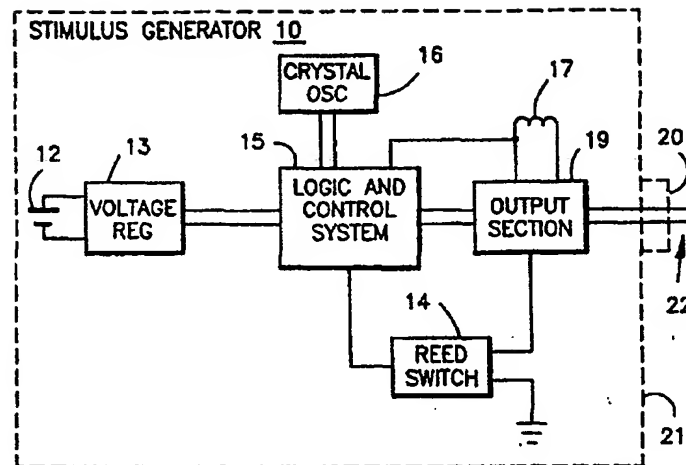 STIMULUS GENERATOR 10
CRYSTAL
OSC
16
17
12
13
15
19
20
VOLTAGE
REG
LOGIC AND
CONTROL
SYSTEM
OUTPUT
SECTION
22
14
REED
SWITCH
21